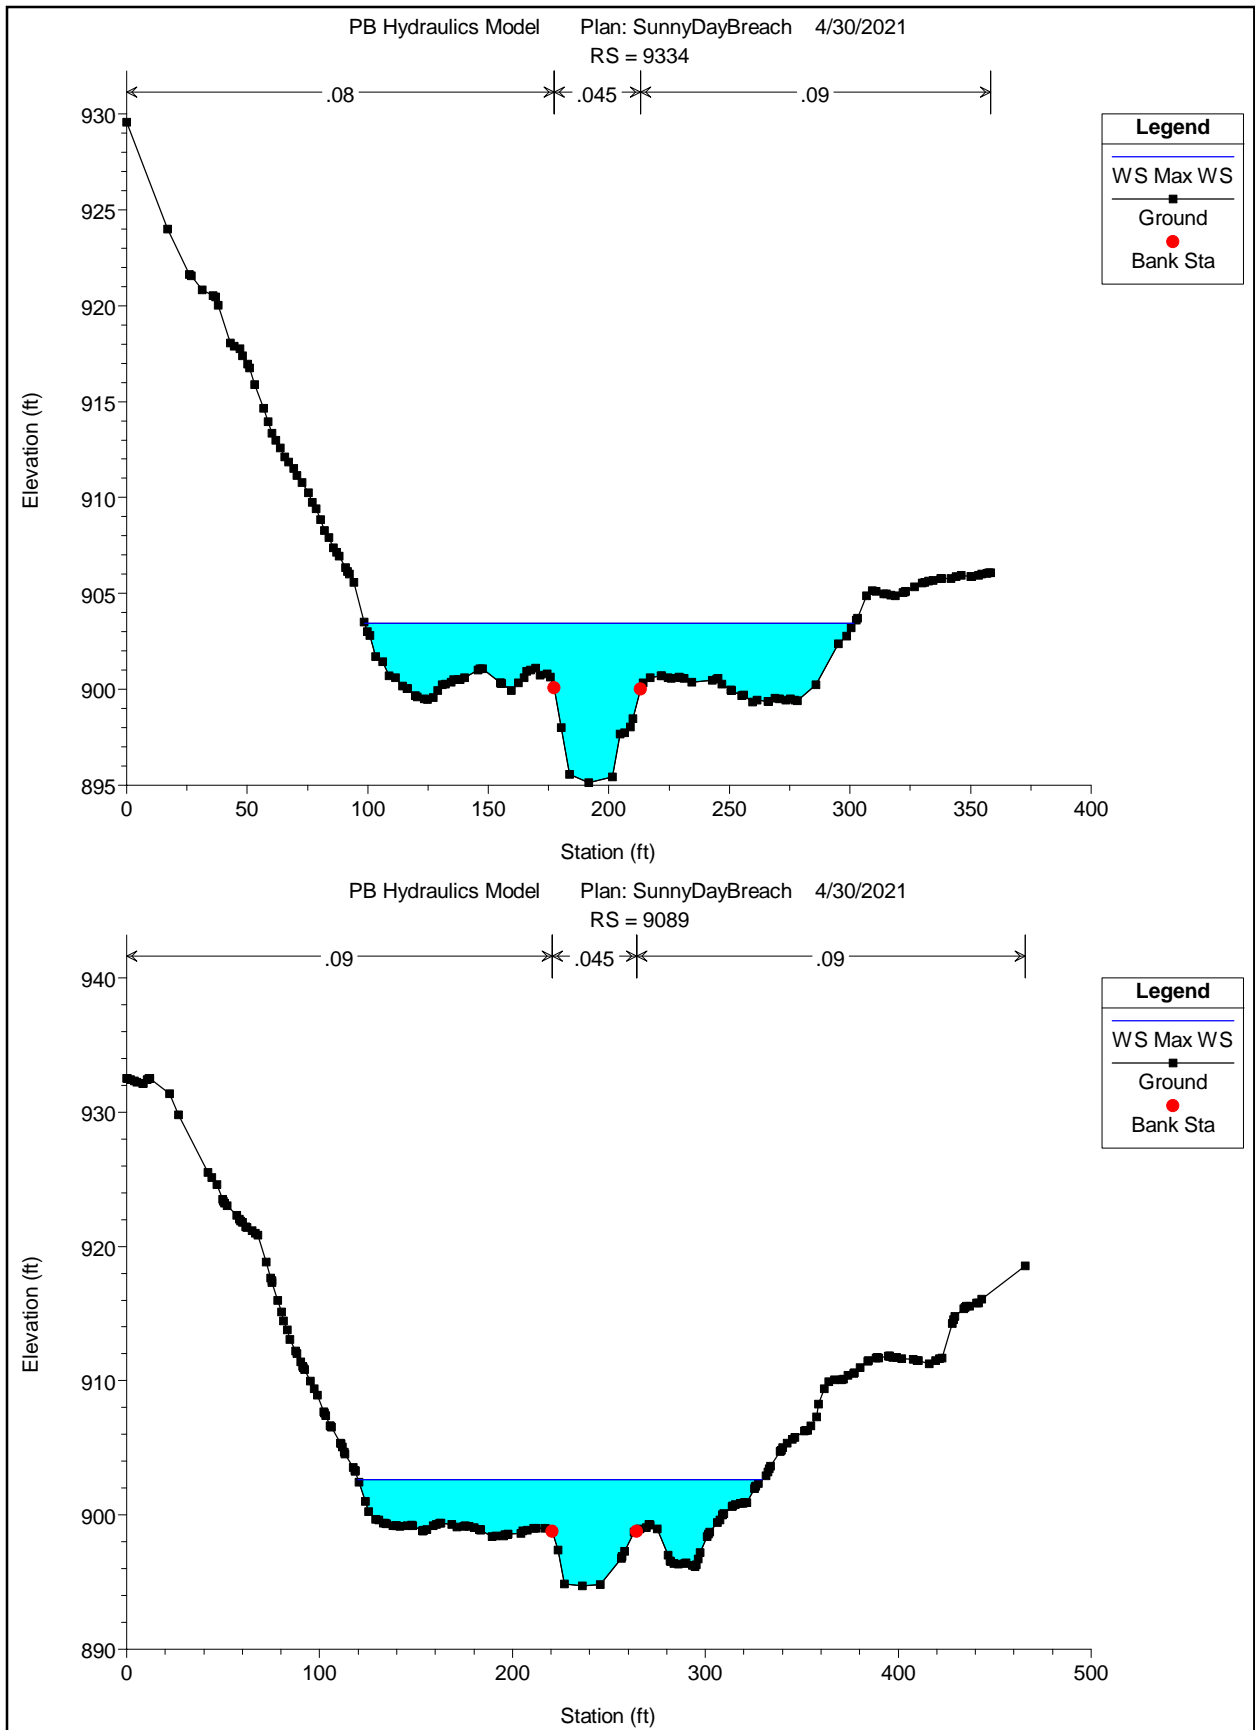 PB Hydraulics Model Plan: SunnyDayBreach 4/30/2021
RS = 9334
.08 .045 .09
Legend
WS Max WS
Ground
Bank Sta
930
925
920
915
910
905
900
895
Elevation (ft)
0 50 100 150 200 250 300 350 400
Station (ft)
PB Hydraulics Model Plan: SunnyDayBreach 4/30/2021
RS = 9089
.09 .045 .09
Legend
WS Max WS
Ground
Bank Sta
940
930
920
910
900
890
Elevation (ft)
0 100 200 300 400 500
Station (ft)